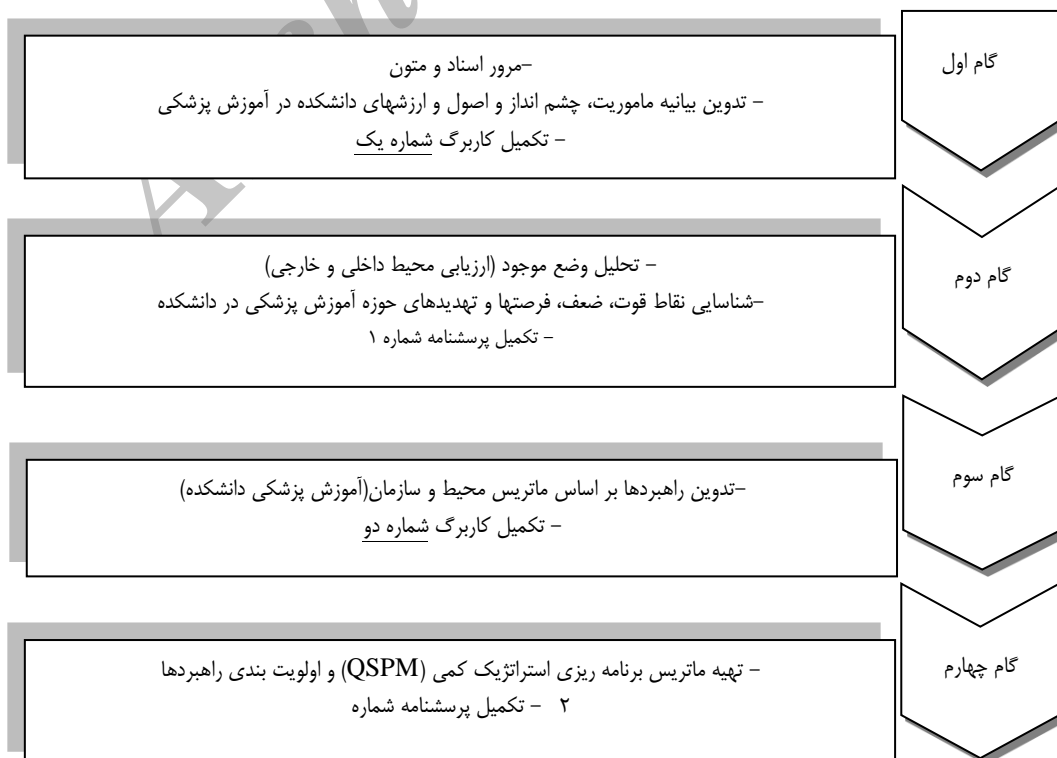 گام اول
-مرور اسناد و متون
- تدوین بیانیه ماموریت، چشم انداز و اصول و ارزشهای دانشکده در آموزش پزشکی
- تکمیل کاربرگ شماره یک
گام دوم
- تحلیل وضع موجود (ارزیابی محیط داخلی و خارجی)
-شناسایی نقاط قوت، ضعف، فرصتها و تهدیدهای حوزه آموزش پزشکی در دانشکده
- تکمیل پرسشنامه شماره ۱
گام سوم
-تدوین راهبردها بر اساس ماتریس محیط و سازمان(آموزش پزشکی دانشکده)
- تکمیل کاربرگ شماره دو
گام چهارم
- تهیه ماتریس برنامه ریزی استراتژیک کمی (QSPM) و اولویت بندی راهبردها
۲ - تکمیل پرسشنامه شماره